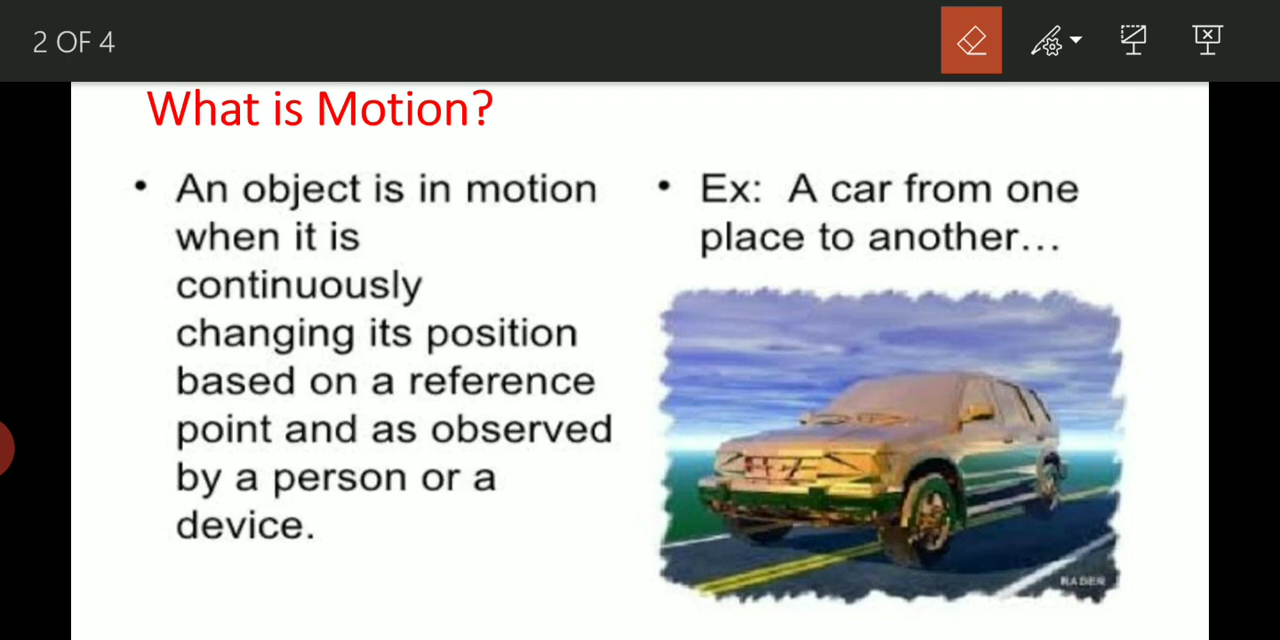 2 OF 4
What is Motion?
• An object is in motion
when it is
continuously
changing its position
based on a reference
point and as observed
by a person or a
device.
• Ex: A car from one
place to another...
RADER